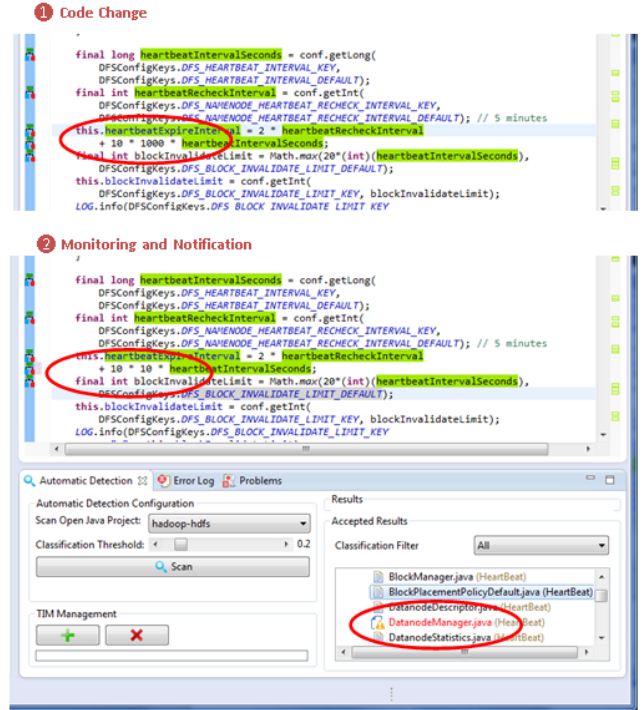 1 Code Change
final long heartbeatIntervalSeconds = conf.getLong(
DFSConfigKeys.DFS_HEARTBEAT_INTERVAL_KEY,
DFSConfigKeys.DFS_HEARTBEAT_INTERVAL_DEFAULT);
final int heartbeatRecheckInterval = conf.getInt(
DFSConfigKeys.DFS_NAMENODE_HEARTBEAT_RECHECK_INTERVAL_KEY,
DFSConfigKeys.DFS_NAMENODE_HEARTBEAT_RECHECK_INTERVAL_DEFAULT); // 5 minutes
this.heartbeatExpireInterval = 2 * heartbeatRecheckInterval
+ 10 * 1000 * heartbeatIntervalSeconds;
final int blockInvalidateLimit = Math.max(20*(int)(heartbeatIntervalSeconds),
DFSConfigKeys.DFS_BLOCK_INVALIDATE_LIMIT_DEFAULT);
this.blockInvalidateLimit = conf.getInt(
DFSConfigKeys.DFS_BLOCK_INVALIDATE_LIMIT_KEY, blockInvalidateLimit);
LOG.info(DFSConfigKeys.DFS_BLOCK_INVALIDATE_LIMIT_KEY
2 Monitoring and Notification
}
final long heartbeatIntervalSeconds = conf.getLong(
DFSConfigKeys.DFS_HEARTBEAT_INTERVAL_KEY,
DFSConfigKeys.DFS_HEARTBEAT_INTERVAL_DEFAULT);
final int heartbeatRecheckInterval = conf.getInt(
DFSConfigKeys.DFS_NAMENODE_HEARTBEAT_RECHECK_INTERVAL_KEY,
DFSConfigKeys.DFS_NAMENODE_HEARTBEAT_RECHECK_INTERVAL_DEFAULT); // 5 minutes
this.heartbeatExpireInterval = 2 * heartbeatRecheckInterval
+ 10 * 10 * heartbeatIntervalSeconds;
final int blockInvalidateLimit = Math.max(20*(int)(heartbeatIntervalSeconds),
DFSConfigKeys.DFS_BLOCK_INVALIDATE_LIMIT_DEFAULT);
this.blockInvalidateLimit = conf.getInt(
DFSConfigKeys.DFS_BLOCK_INVALIDATE_LIMIT_KEY, blockInvalidateLimit);
LOG.info(DFSConfigKeys.DFS_BLOCK_INVALIDATE_LIMIT_KEY
Automatic Detection Error Log Problems
Automatic Detection Configuration
Scan Open Java Project: hadoop-hdfs
Classification Threshold: 0.2
Scan
TIM Management
Results
Accepted Results
Classification Filter All
BlockManager.java (HeartBeat)
BlockPlacementPolicyDefault.java (HeartBeat)
DatanodeDescriptor.java (HeartBeat)
DatanodeManager.java (HeartBeat)
DatanodeStatistics.java (HeartBeat)